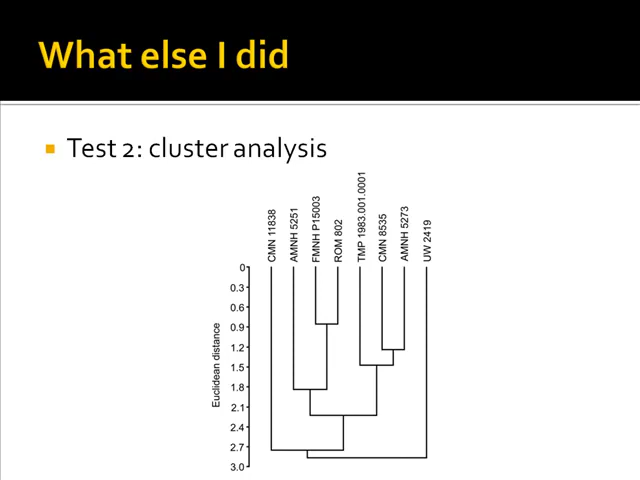 What else I did
Test 2: cluster analysis
CMN 11838
AMNH 5251
FMNH P15003
ROM 802
TMP 1983.001.0001
CMN 8535
AMNH 5273
UW 2419
Euclidean distance
0
0.3
0.6
0.9
1.2
1.5
1.8
2.1
2.4
2.7
3.0